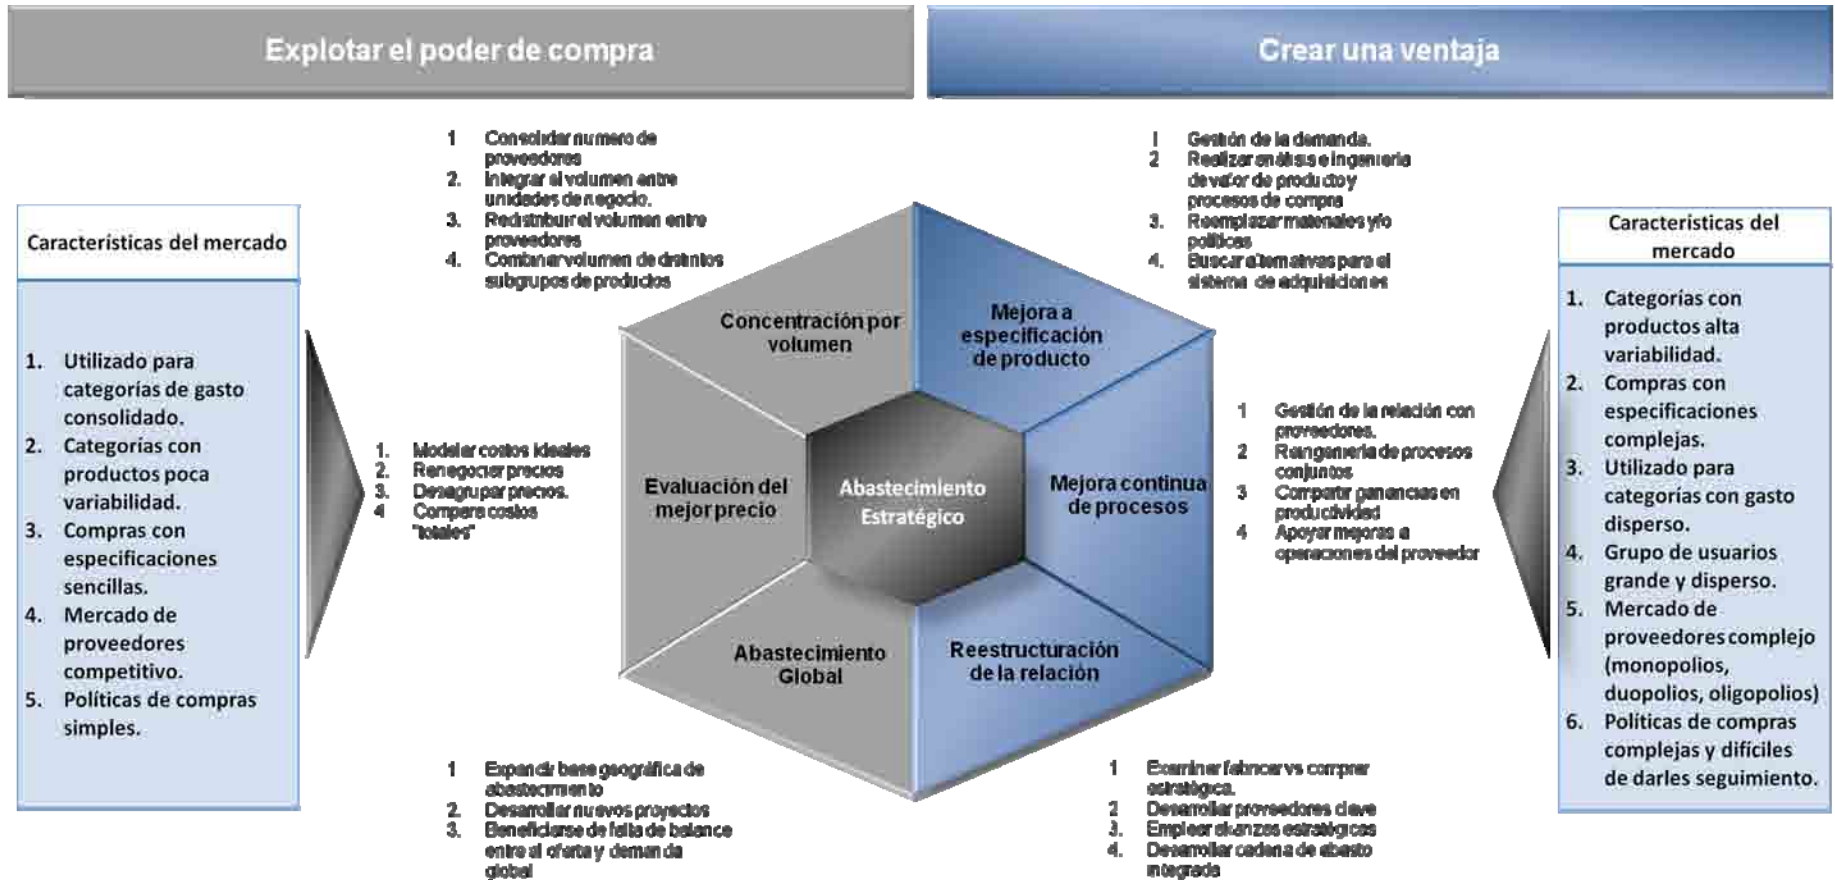 Explotar el poder de compra
Crear una ventaja
1 Consolidar numero de
proveedores
2. Integrar el volumen entre
unidades de negocio.
3. Redistribuir el volumen entre
proveedores
4. Combinar volumen de distintos
subgrupos de productos
1 Gestión de la demanda.
2 Realizar análisis e ingeniería
de valor de producto y
procesos de compra
3. Reemplazar materiales y/o
políticas
4. Buscar alternativas para el
sistema de adquisiciones
Características del mercado
1. Utilizado para
categorías de gasto
consolidado.
2. Categorías con
productos poca
variabilidad.
3. Compras con
especificaciones
sencillas.
4. Mercado de
proveedores
competitivo.
5. Políticas de compras
simples.
1. Modelar costos ideales
2. Renegociar precios
3. Desagrupar precios.
4 Compara costos
"totales"
Concentración por
volumen
Mejora a
especificación
de producto
Evaluación del
mejor precio
Abastecimiento
Estratégico
Mejora continua
de procesos
Abastecimiento
Global
Reestructuración
de la relación
1 Gestión de la relación con
proveedores.
2 Reingeniería de procesos
conjuntos
3 Compartir ganancias en
productividad
4 Apoyar mejoras a
operaciones del proveedor
Características del
mercado
1. Categorías con
productos alta
variabilidad.
2. Compras con
especificaciones
complejas.
3. Utilizado para
categorías con gasto
disperso.
4. Grupo de usuarios
grande y disperso.
5. Mercado de
proveedores complejo
(monopolios,
duopolios, oligopolios)
6. Políticas de compras
complejas y difíciles
de darles seguimiento.
1 Expandir base geográfica de
abastecimiento
2. Desarrollar nuevos proyectos
3. Beneficiarse de falta de balance
entre al oferta y demanda
global
1 Examinar fabricar vs comprar
estratégica.
2 Desarrollar proveedores clave
3. Emplear alianzas estratégicas
4. Desarrollar cadena de abasto
integrada